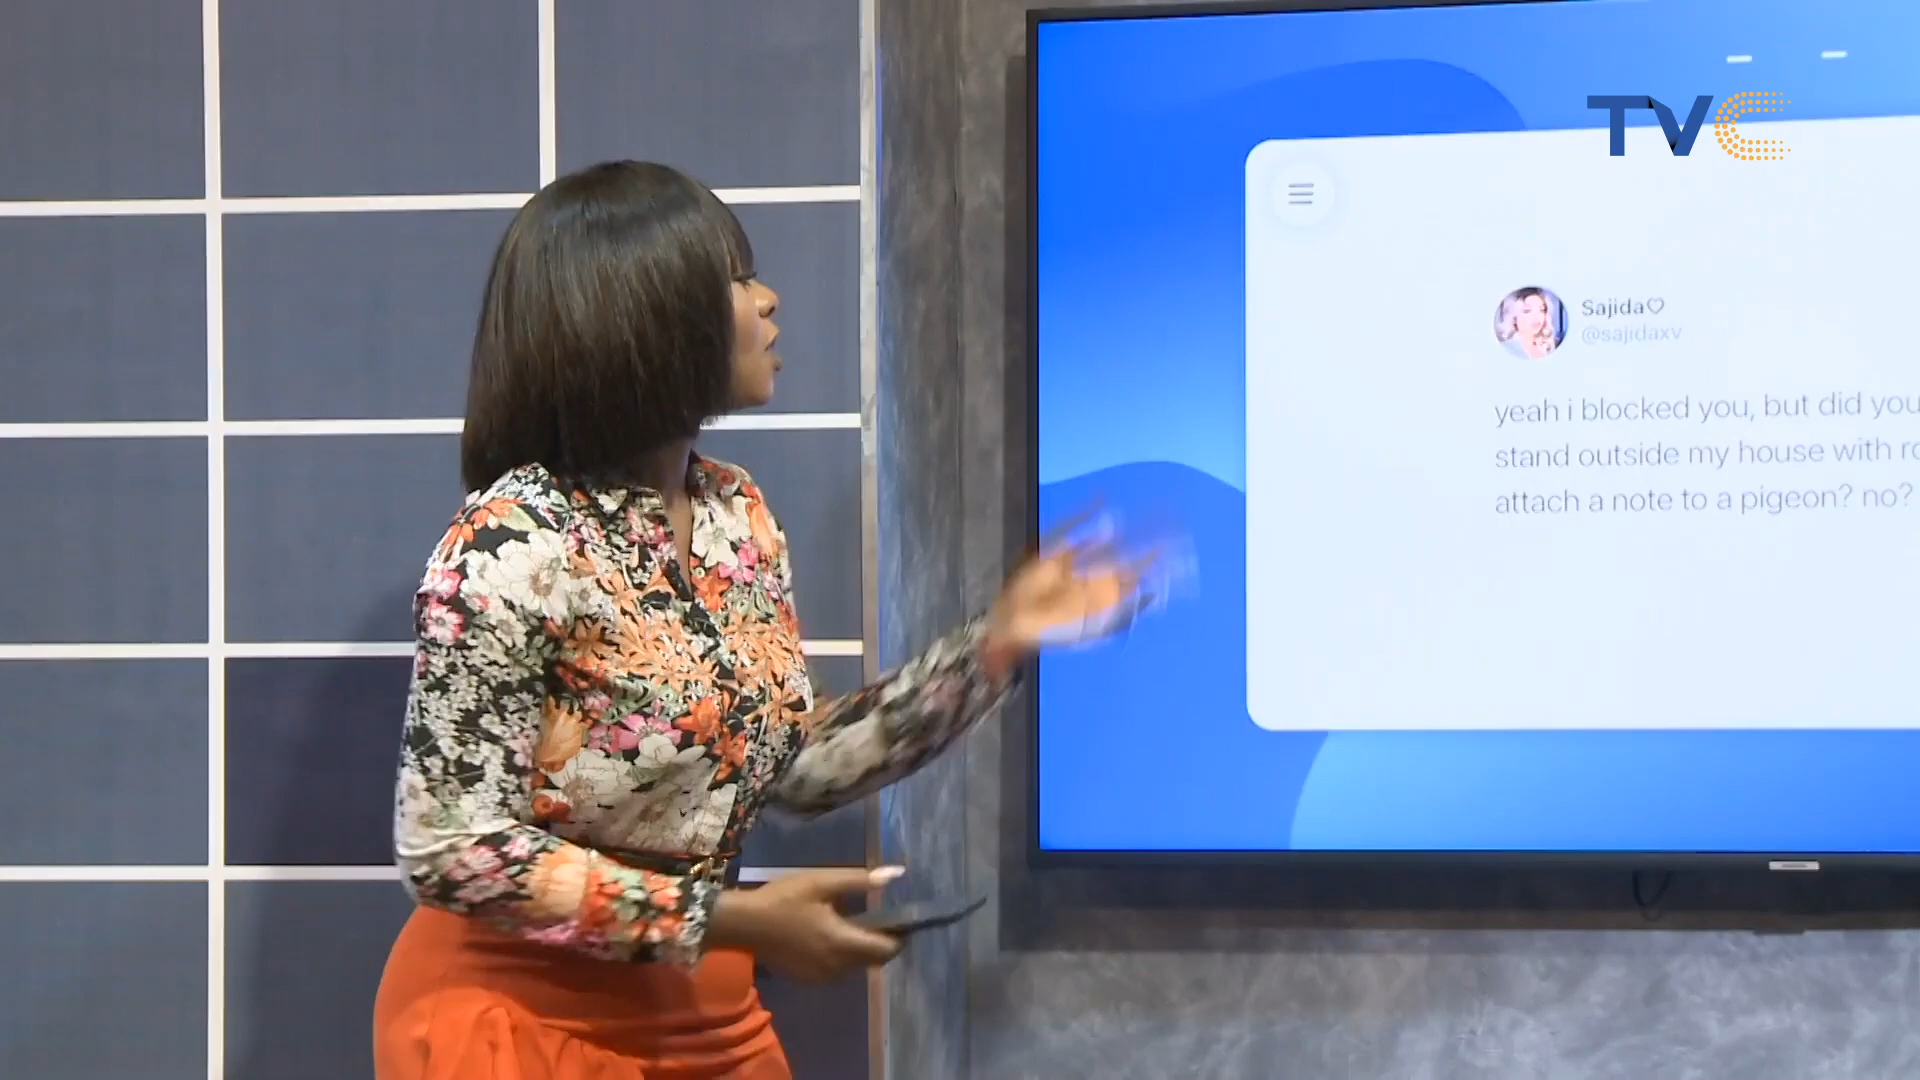 TVC
Sajida♡
@sajidaxv
yeah i blocked you, but did you
stand outside my house with
attach a note to a pigeon? no?